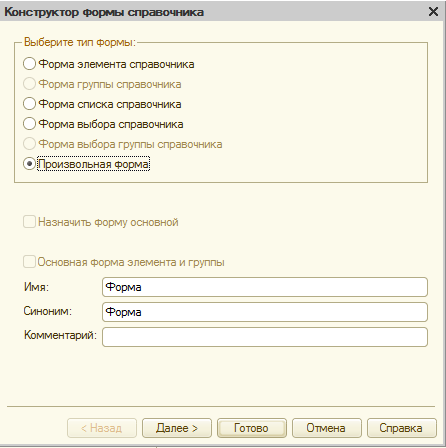 Конструктор формы справочника
Выберите тип формы:
Форма элемента справочника
Форма группы справочника
Форма списка справочника
Форма выбора справочника
Форма выбора группы справочника
Произвольная форма
Назначить форму основной
Основная форма элемента и группы
Имя: Форма
Синоним: Форма
Комментарий:
< Назад Далее > Готово Отмена Справка